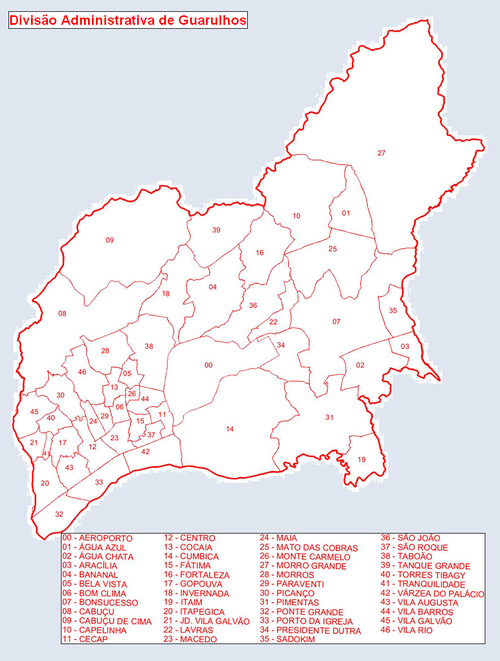 Divisão Administrativa de Guarulhos
27
10
01
39
09
16
25
04
18
36
35
08
22
07
38
34
03
28
00
02
46
05
13
26
30
44
06
45
40
24
29
15
11
31
14
37
21
17
12
23
41
42
43
19
20
33
32
00 - AEROPORTO
01 - ÁGUA AZUL
02 - ÁGUA CHATA
03 - ARACÍLIA
04 - BANANAL
05 - BELA VISTA
06 - BOM CLIMA
07 - BONSUCESSO
08 - CABUÇU
09 - CABUÇU DE CIMA
10 - CAPELINHA
11 - CECAP
12 - CENTRO
13 - COCAIA
14 - CUMBICA
15 - FÁTIMA
16 - FORTALEZA
17 - GOPOUVA
18 - INVERNADA
19 - ITAIM
20 - ITAPEGICA
21 - JD. VILA GALVÃO
22 - LAVRAS
23 - MACEDO
24 - MAIA
25 - MATO DAS COBRAS
26 - MONTE CARMELO
27 - MORRO GRANDE
28 - MORROS
29 - PARAVENTI
30 - PICANÇO
31 - PIMENTAS
32 - PONTE GRANDE
33 - PORTO DA IGREJA
34 - PRESIDENTE DUTRA
35 - SADOKIM
36 - SÃO JOÃO
37 - SÃO ROQUE
38 - TABOÃO
39 - TANQUE GRANDE
40 - TORRES TIBAGY
41 - TRANQUILIDADE
42 - VÁRZEA DO PALÁCIO
43 - VILA AUGUSTA
44 - VILA BARROS
45 - VILA GALVÃO
46 - VILA RIO